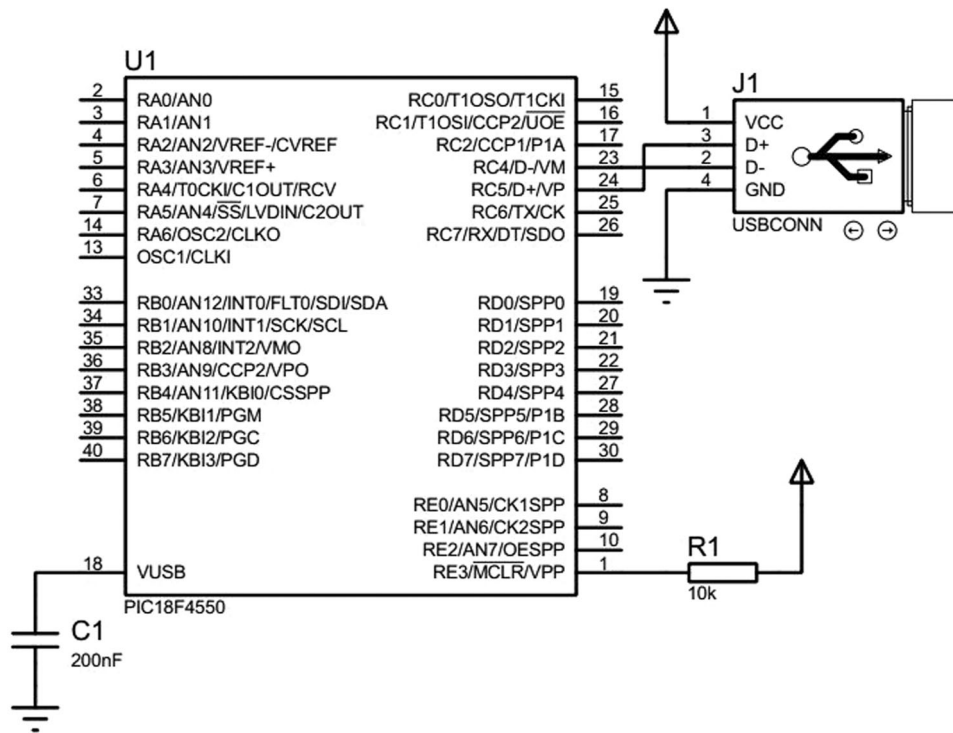 U1
2 RA0/AN0
3 RA1/AN1
4 RA2/AN2/VREF-/CVREF
5 RA3/AN3/VREF+
6 RA4/T0CKI/C1OUT/RCV
7 RA5/AN4/SS/LVDIN/C2OUT
14 RA6/OSC2/CLKO
13 OSC1/CLKI
33 RB0/AN12/INT0/FLT0/SDI/SDA
34 RB1/AN10/INT1/SCK/SCL
35 RB2/AN8/INT2/VMO
36 RB3/AN9/CCP2/VPO
37 RB4/AN11/KBI0/CSSPP
38 RB5/KBI1/PGM
39 RB6/KBI2/PGC
40 RB7/KBI3/PGD
18 VUSB
RC0/T1OSO/T1CKI 15
RC1/T1OSI/CCP2/UOE 16
RC2/CCP1/P1A 17
RC4/D-/VM 23
RC5/D+/VP 24
RC6/TX/CK 25
RC7/RX/DT/SDO 26
RD0/SPP0 19
RD1/SPP1 20
RD2/SPP2 21
RD3/SPP3 22
RD4/SPP4 27
RD5/SPP5/P1B 28
RD6/SPP6/P1C 29
RD7/SPP7/P1D 30
RE0/AN5/CK1SPP 8
RE1/AN6/CK2SPP 9
RE2/AN7/OESPP 10
RE3/MCLR/VPP 1
PIC18F4550
J1
1 VCC
3 D+
2 D-
4 GND
USBCONN
R1
10k
C1
200nF